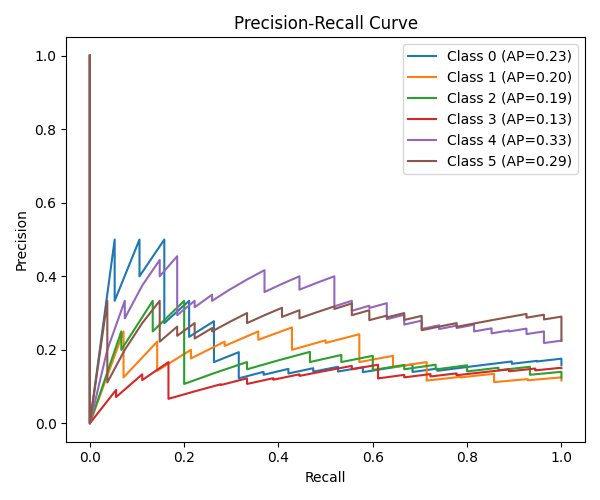 Precision-Recall Curve
Class 0 (AP=0.23)
Class 1 (AP=0.20)
Class 2 (AP=0.19)
Class 3 (AP=0.13)
Class 4 (AP=0.33)
Class 5 (AP=0.29)
Precision
1.0
0.8
0.6
0.4
0.2
0.0
0.0 0.2 0.4 0.6 0.8 1.0
Recall